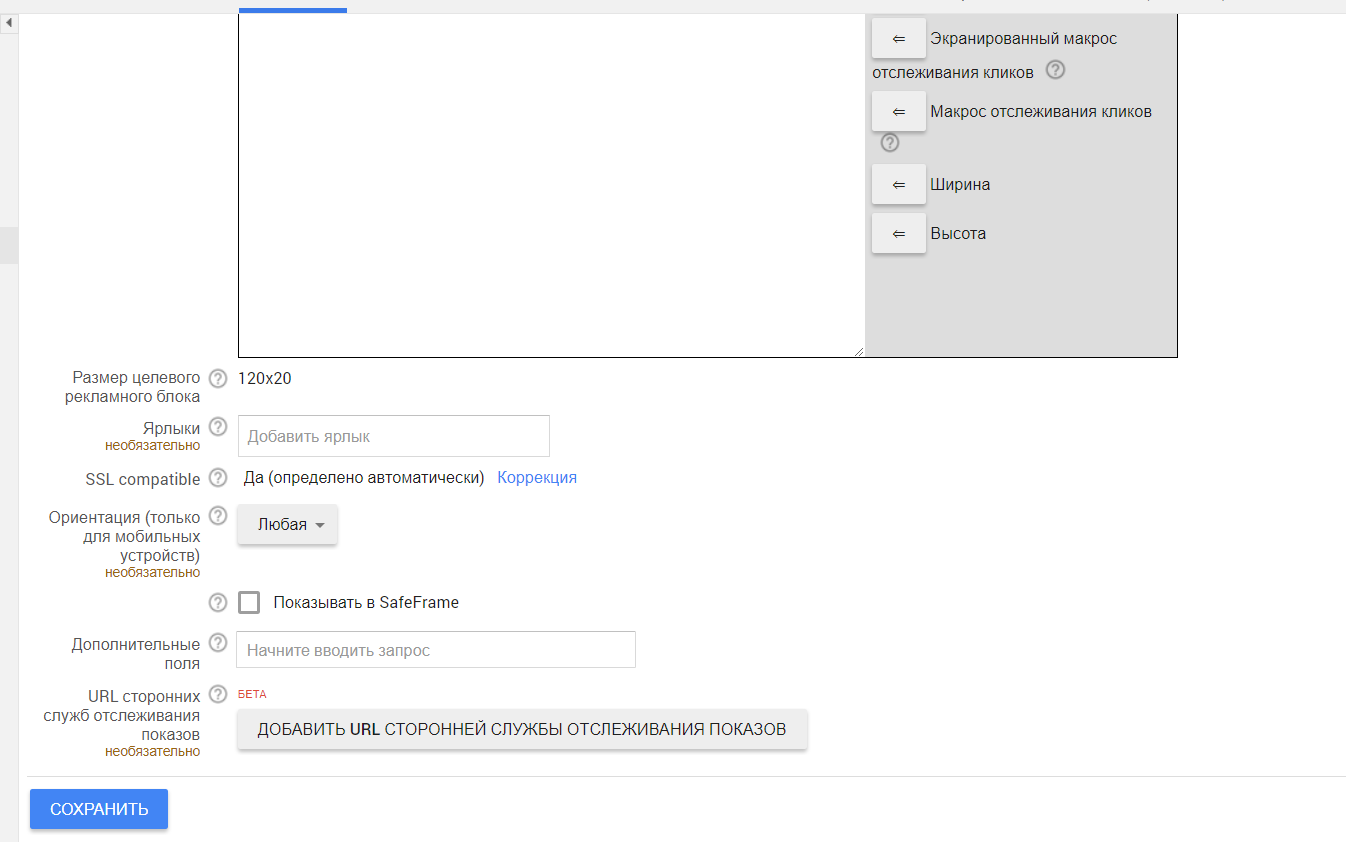 Экранированный макрос
отслеживания кликов
Макрос отслеживания кликов
Ширина
Высота
Размер целевого
рекламного блока
120x20
Ярлыки
необязательно
Добавить ярлык
SSL compatible
Да (определено автоматически) Коррекция
Ориентация (только
для мобильных
устройств)
необязательно
Любая
Показывать в SafeFrame
Дополнительные
поля
Начните вводить запрос
URL сторонних
служб отслеживания
показов
необязательно
БЕТА
ДОБАВИТЬ URL СТОРОННЕЙ СЛУЖБЫ ОТСЛЕЖИВАНИЯ ПОКАЗОВ
СОХРАНИТЬ